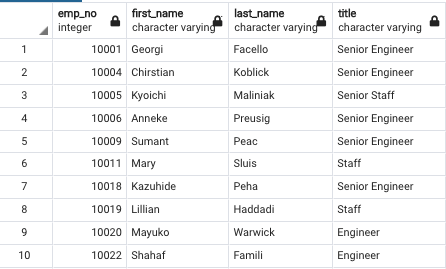 emp_no first_name last_name title
integer character varying character varying character varying
1 10001 Georgi Facello Senior Engineer
2 10004 Chirstian Koblick Senior Engineer
3 10005 Kyoichi Maliniak Senior Staff
4 10006 Anneke Preusig Senior Engineer
5 10009 Sumant Peac Senior Engineer
6 10011 Mary Sluis Staff
7 10018 Kazuhide Peha Senior Engineer
8 10019 Lillian Haddadi Staff
9 10020 Mayuko Warwick Engineer
10 10022 Shahaf Famili Engineer